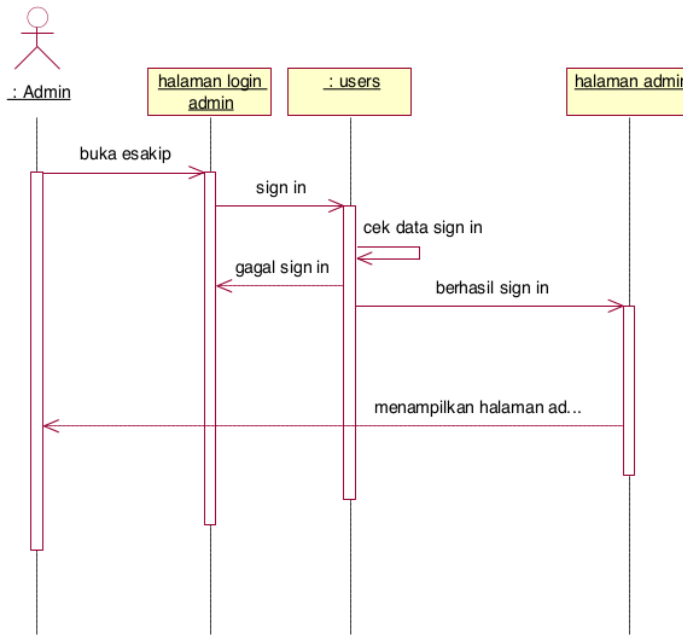 : Admin
halaman login
admin
: users
halaman admin
buka esakip
sign in
cek data sign in
gagal sign in
berhasil sign in
menampilkan halaman ad...